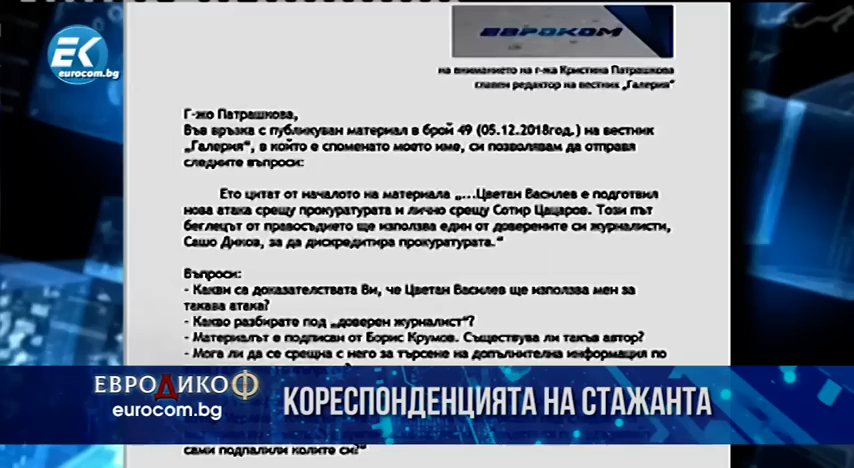 ЕК
eurocom.bg
ЕВРОКОМ
на вниманието на г-жа Кристина Патрашкова
главен редактор на вестник „Галерия“
Г-жо Патрашкова,
Във връзка с публикуван материал в брой 49 (05.12.2018год.) на вестник
„Галерия“, в който е споменато моето име, си позволявам да отправя
следните въпроси:
Ето цитат от началото на материала „...Цветан Василев е подготвил
нова атака срещу прокуратурата и лично срещу Сотир Цацаров. Този път
беглецът от правосъдието ще използва един от доверените си журналисти,
Сашо Диков, за да дискредитира прокуратурата.“
Въпроси:
- Какви са доказателствата Ви, че Цветан Василев ще използва мен за
такава атака?
- Какво разбирате под „доверен журналист“?
- Материалът е подписан от Борис Крумов. Съществува ли такъв автор?
- Мога ли да се срещна с него за търсене на допълнителна информация по
ЕВРОДИКОФ
eurocom.bg
КОРЕСПОНДЕНЦИЯТА НА СТАЖАНТА
сами подпалили колите си?“